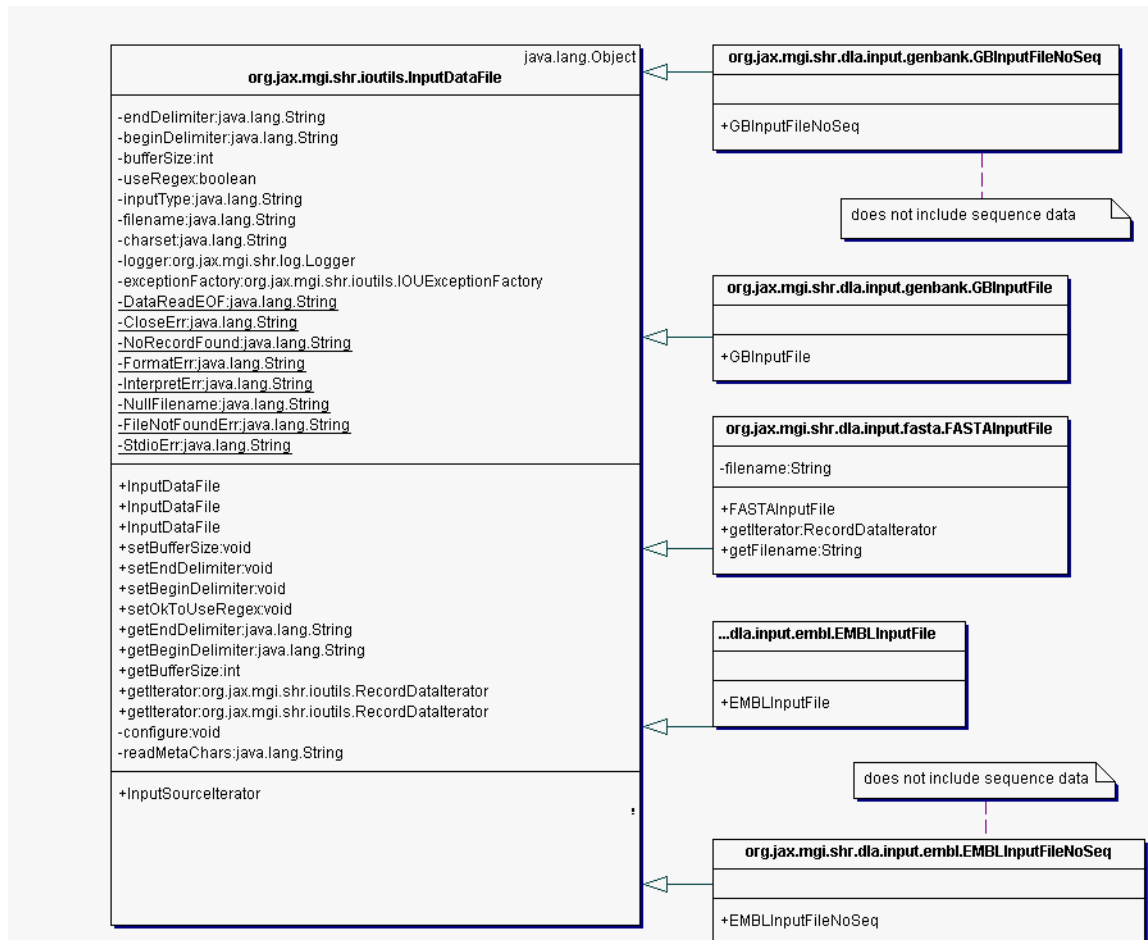 java.lang.Object
org.jax.mgi.shr.ioutils.InputDataFile
-endDelimiter:java.lang.String
-beginDelimiter:java.lang.String
-bufferSize:int
-useRegex:boolean
-inputType:java.lang.String
-filename:java.lang.String
-charset:java.lang.String
-logger:org.jax.mgi.shr.log.Logger
-exceptionFactory:org.jax.mgi.shr.ioutils.IOUExceptionFactory
-DataReadEOF:java.lang.String
-CloseErr:java.lang.String
-NoRecordFound:java.lang.String
-FormatErr:java.lang.String
-InterpretErr:java.lang.String
-NullFilename:java.lang.String
-FileNotFoundErr:java.lang.String
-StdioErr:java.lang.String
+InputDataFile
+InputDataFile
+InputDataFile
+setBufferSize:void
+setEndDelimiter:void
+setBeginDelimiter:void
+setOkToUseRegex:void
+getEndDelimiter:java.lang.String
+getBeginDelimiter:java.lang.String
+getBufferSize:int
+getIterator:org.jax.mgi.shr.ioutils.RecordDataIterator
+getIterator:org.jax.mgi.shr.ioutils.RecordDataIterator
-configure:void
-readMetaChars:java.lang.String
+InputSourceIterator
org.jax.mgi.shr.dla.input.genbank.GBInputFileNoSeq
+GBInputFileNoSeq
does not include sequence data
org.jax.mgi.shr.dla.input.genbank.GBInputFile
+GBInputFile
org.jax.mgi.shr.dla.input.fasta.FASTAInputFile
-filename:String
+FASTAInputFile
+getIterator:RecordDataIterator
+getFilename:String
...dla.input.embl.EMBLInputFile
+EMBLInputFile
does not include sequence data
org.jax.mgi.shr.dla.input.embl.EMBLInputFileNoSeq
+EMBLInputFileNoSeq